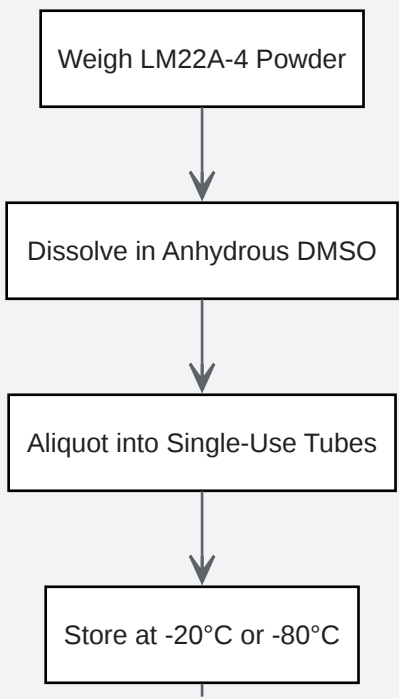 Weigh LM22A-4 Powder
Dissolve in Anhydrous DMSO
Aliquot into Single-Use Tubes
Store at -20°C or -80°C